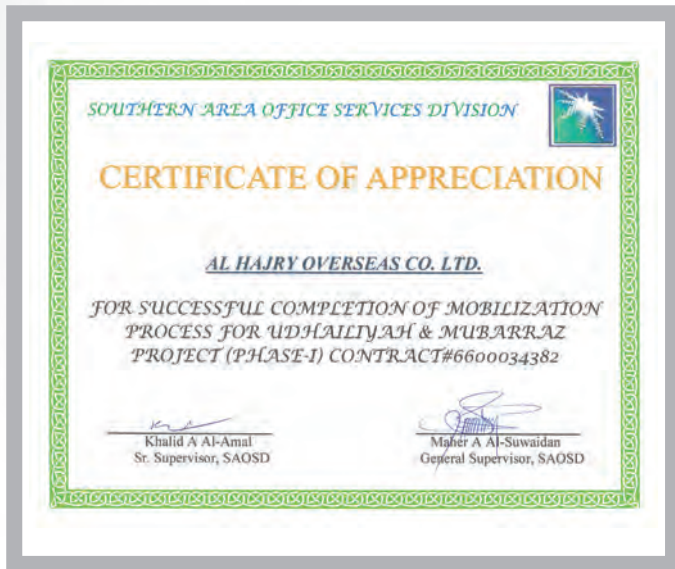 SOUTHERN AREA OFFICE SERVICES DIVISION
CERTIFICATE OF APPRECIATION
AL HAJRY OVERSEAS CO. LTD.
FOR SUCCESSFUL COMPLETION OF MOBILIZATION
PROCESS FOR UDHAILIYAH & MUBARRAZ
PROJECT (PHASE-I) CONTRACT#6600034382
Khalid A Al-Amal
Sr. Supervisor, SAOSD
Maher A Al-Suwaidan
General Supervisor, SAOSD